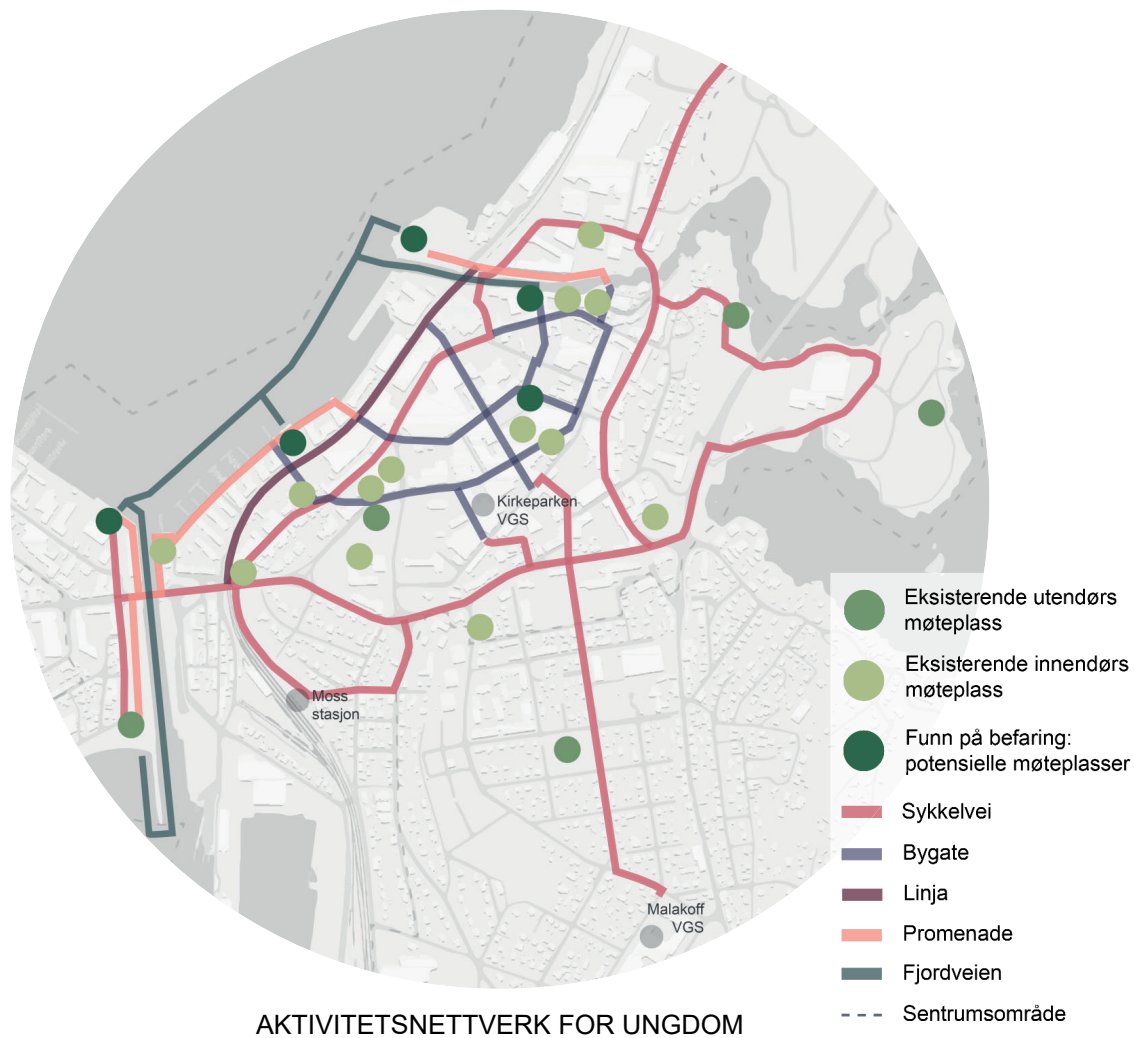 Kirkeparken
VGS
Moss
stasjon
Malakoff
VGS
Eksisterende utendørs
møteplass
Eksisterende innendørs
møteplass
Funn på befaring:
potensielle møteplasser
Sykkelvei
Bygate
Linja
Promenade
Fjordveien
Sentrumsområde
AKTIVITETSNETTVERK FOR UNGDOM